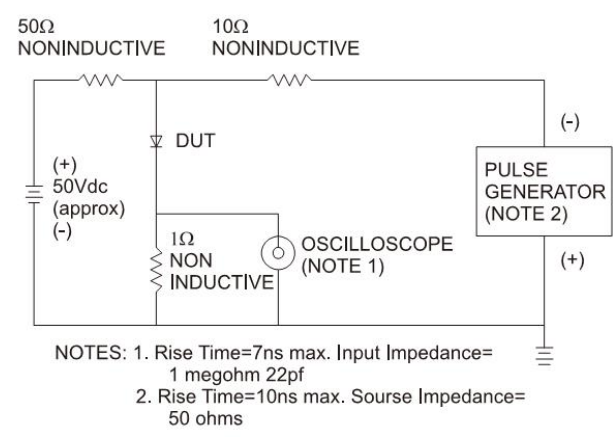 50Ω
NONINDUCTIVE
10Ω
NONINDUCTIVE
DUT
(+)
50Vdc
(approx)
(-)
1Ω
NON
INDUCTIVE
OSCILLOSCOPE
(NOTE 1)
(-)
PULSE
GENERATOR
(NOTE 2)
(+)
NOTES: 1. Rise Time=7ns max. Input Impedance=
1 megohm 22pf
2. Rise Time=10ns max. Sourse Impedance=
50 ohms